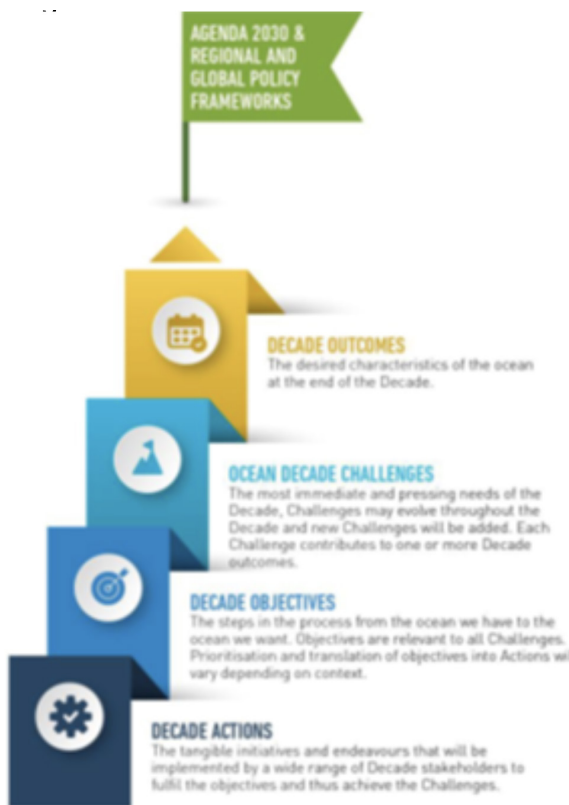 AGENDA 2030 &
REGIONAL AND
GLOBAL POLICY
FRAMEWORKS
DECADE OUTCOMES
The desired characteristics of the ocean
at the end of the Decade.
OCEAN DECADE CHALLENGES
The most immediate and pressing needs of the
Decade, Challenges may evolve throughout the
Decade and new Challenges will be added. Each
Challenge contributes to one or more Decade
outcomes.
DECADE OBJECTIVES
The steps in the process from the ocean we have to the
ocean we want. Objectives are relevant to all Challenges.
Prioritisation and translation of objectives into Actions wi
vary depending on context.
DECADE ACTIONS
The tangible initiatives and endeavours that will be
implemented by a wide range of Decade stakeholders to
fulfil the objectives and thus achieve the Challenges.